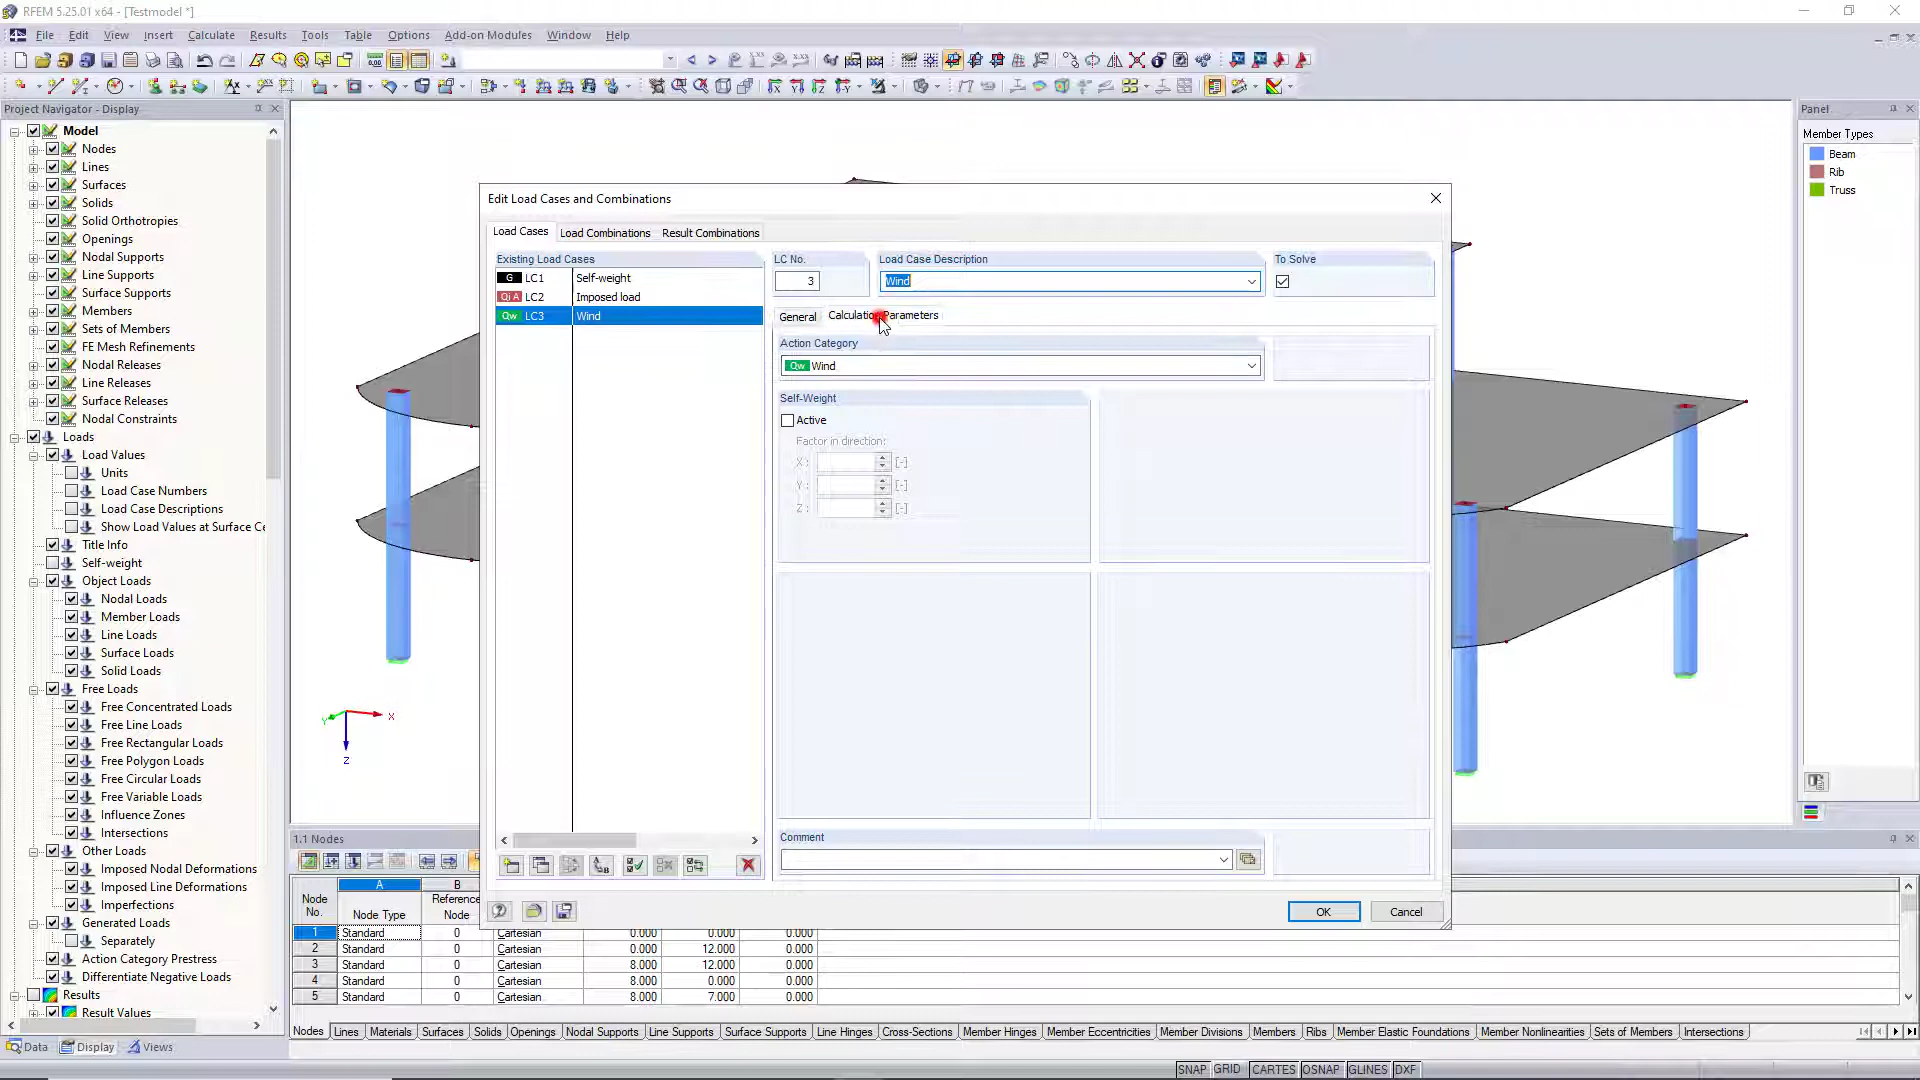 RFEM 5.25.01 x64 - [Testmodel *]
File Edit View Insert Calculate Results Tools Table Options Add-on Modules Window Help
Project Navigator - Display
Model
Nodes
Lines
Surfaces
Solids
Solid Orthotropies
Openings
Nodal Supports
Line Supports
Surface Supports
Members
Sets of Members
FE Mesh Refinements
Nodal Releases
Line Releases
Surface Releases
Nodal Constraints
Loads
Load Values
Units
Load Case Numbers
Load Case Descriptions
Show Load Values at Surface Ce
Title Info
Self-weight
Object Loads
Nodal Loads
Member Loads
Line Loads
Surface Loads
Solid Loads
Free Loads
Free Concentrated Loads
Free Line Loads
Free Rectangular Loads
Free Polygon Loads
Free Circular Loads
Free Variable Loads
Influence Zones
Intersections
Other Loads
Imposed Nodal Deformations
Imposed Line Deformations
Imperfections
Generated Loads
Separately
Action Category Prestress
Differentiate Negative Loads
Results
Result Values
Data Display Views
X
Y
Z
Edit Load Cases and Combinations
Load Cases Load Combinations Result Combinations
Existing Load Cases
G LC1 Self-weight
Qi A LC2 Imposed load
Qw LC3 Wind
LC No.
3
Load Case Description
Wind
To Solve
General Calculation Parameters
Action Category
Qw Wind
Self-Weight
Active
Factor in direction:
X: [-]
Y: [-]
Z: [-]
Comment
OK Cancel
Panel
Member Types
Beam
Rib
Truss
1.1 Nodes
A B
Node No. Node Type Reference Node
1 Standard 0 Cartesian 0.000 0.000 0.000
2 Standard 0 Cartesian 0.000 12.000 0.000
3 Standard 0 Cartesian 8.000 12.000 0.000
4 Standard 0 Cartesian 8.000 0.000 0.000
5 Standard 0 Cartesian 8.000 7.000 0.000
Nodes Lines Materials Surfaces Solids Openings Nodal Supports Line Supports Surface Supports Line Hinges Cross-Sections Member Hinges Member Eccentricities Member Divisions Members Ribs Member Elastic Foundations Member Nonlinearities Sets of Members Intersections
SNAP GRID CARTES OSNAP GLINES DXF